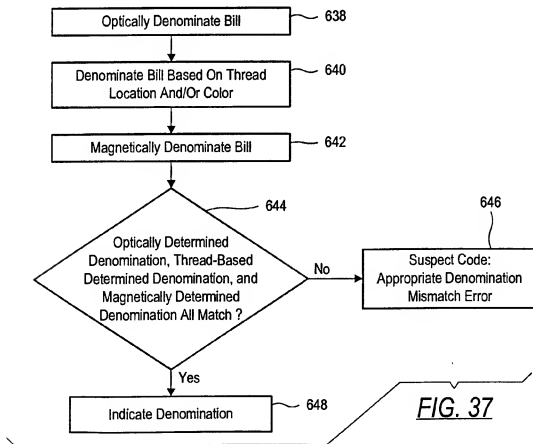 Optically Denominate Bill
638
Denominate Bill Based On Thread
Location And/Or Color
640
Magnetically Denominate Bill
642
644
Optically Determined
Denomination, Thread-Based
Determined Denomination, and
Magnetically Determined
Denomination All Match ?
No
646
Suspect Code:
Appropriate Denomination
Mismatch Error
Yes
Indicate Denomination
648
FIG. 37